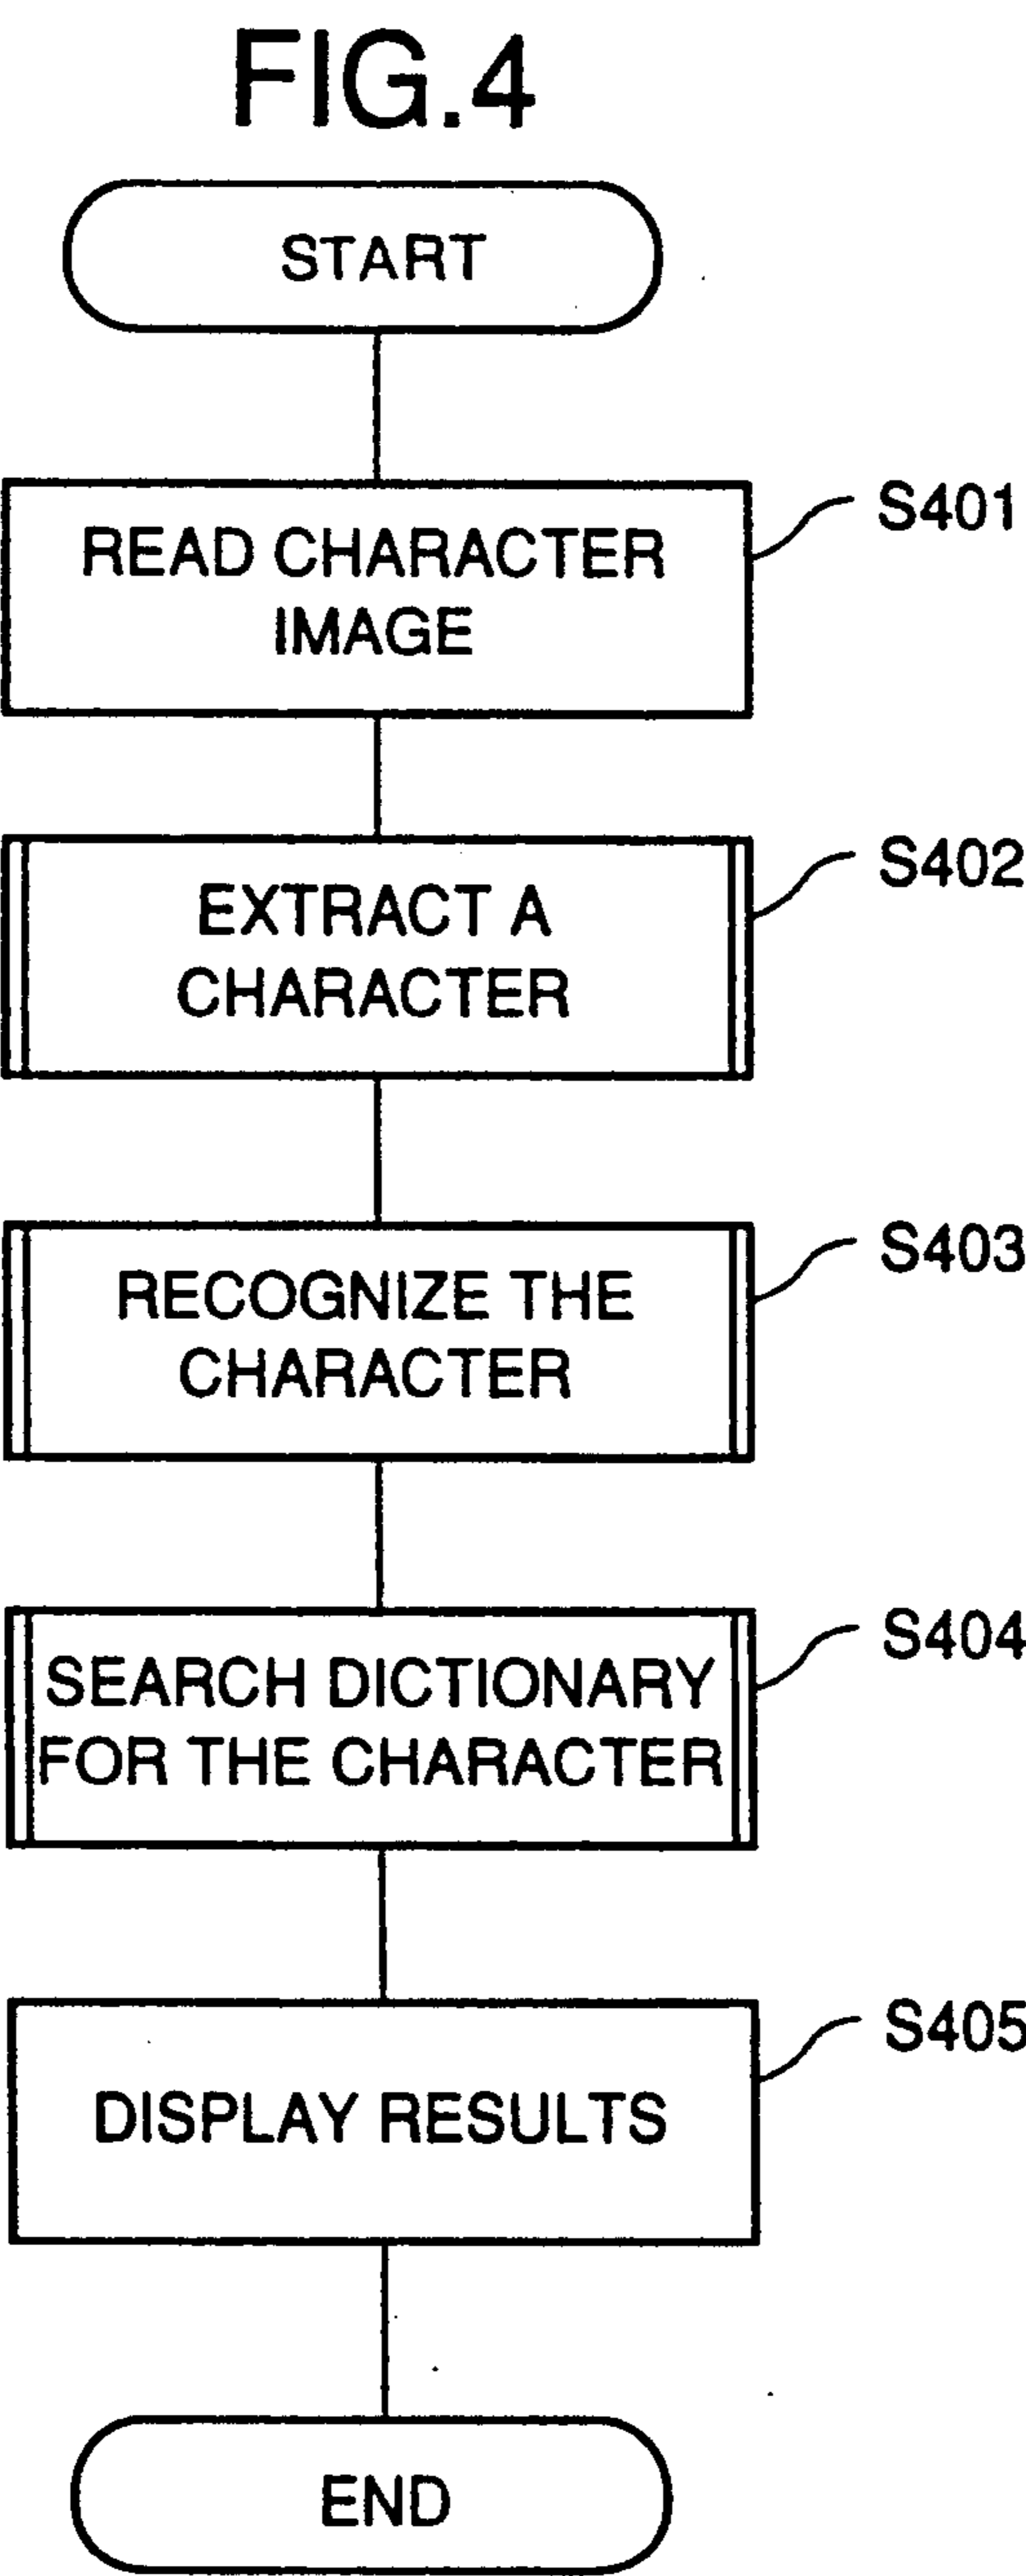 FIG.4
START
READ CHARACTER
IMAGE
S401
EXTRACT A
CHARACTER
S402
RECOGNIZE THE
CHARACTER
S403
SEARCH DICTIONARY
FOR THE CHARACTER
S404
DISPLAY RESULTS
S405
END